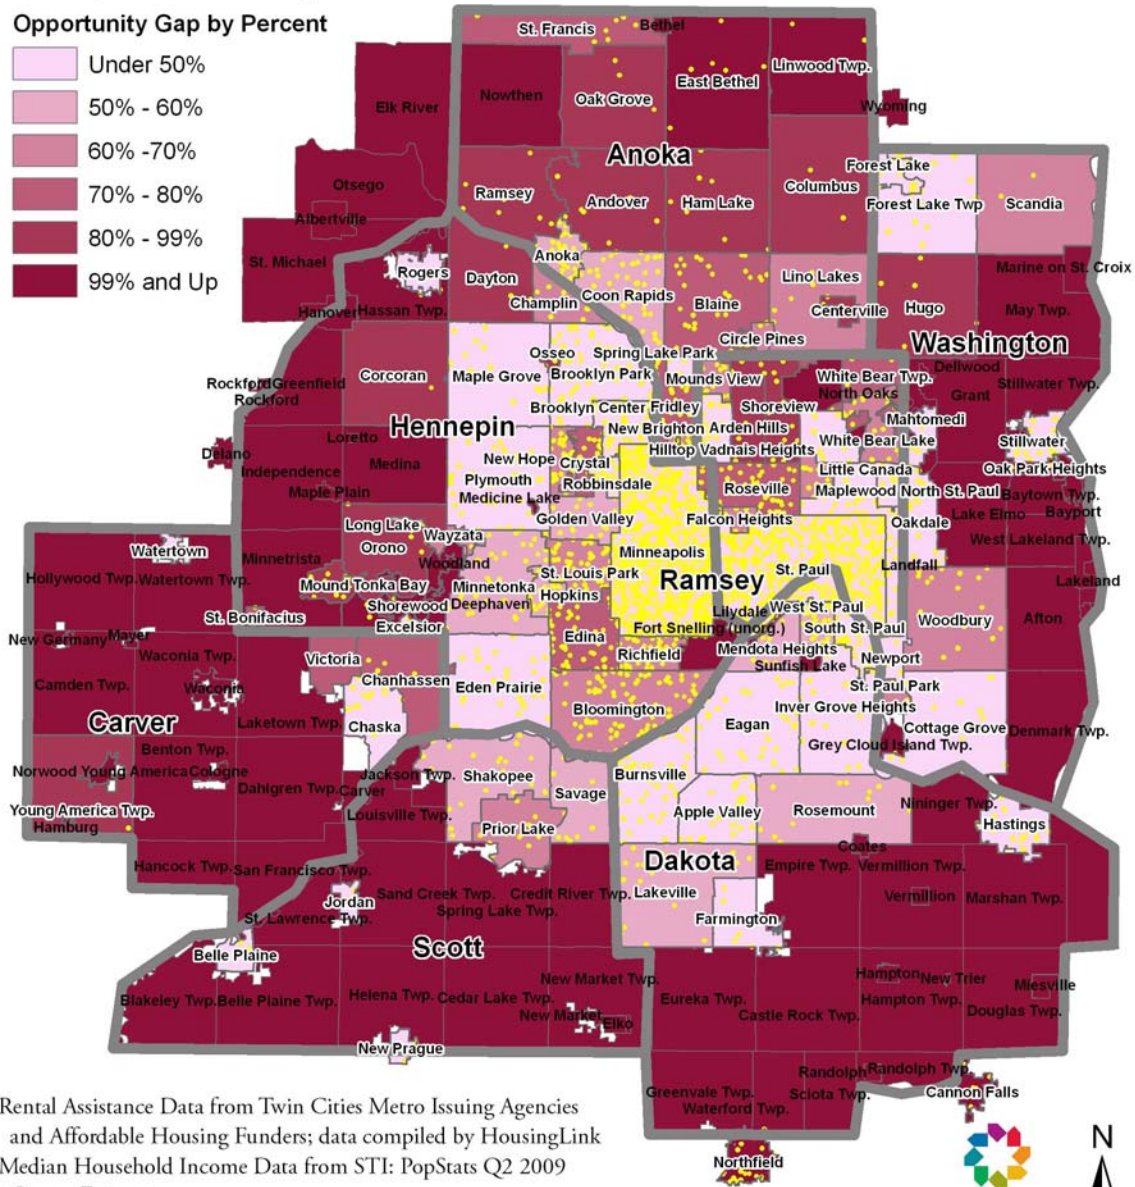 Opportunity Gap by Percent
Under 50%
50% - 60%
60% -70%
70% - 80%
80% - 99%
99% and Up
St. Francis
Bethel
Linwood Twp.
East Bethel
Nowthen
Oak Grove
Elk River
Wyoming
Anoka
Forest Lake
Otsego
Ramsey
Andover
Ham Lake
Columbus
Forest Lake Twp
Scandia
Albertville
St. Michael
Rogers
Anoka
Dayton
Lino Lakes
Marine on St. Croix
Hanover
Hassan Twp.
Champlin
Coon Rapids
Blaine
Centerville
Hugo
May Twp.
Circle Pines
Washington
Osseo
Spring Lake Park
Dellwood
Corcoran
Maple Grove
Brooklyn Park
Mounds View
White Bear Twp.
Rockford
Greenfield
Rockford
North Oaks
Grant
Stillwater Twp.
Brooklyn Center
Fridley
Shoreview
Mahtomedi
Hennepin
New Brighton
Arden Hills
White Bear Lake
Stillwater
Loretto
Delano
Hilltop
Vadnais Heights
Independence
Medina
New Hope
Crystal
Little Canada
Oak Park Heights
Plymouth
Robbinsdale
Roseville
Maplewood
North St. Paul
Baytown Twp.
Maple Plain
Medicine Lake
Lake Elmo
Bayport
Long Lake
Golden Valley
Falcon Heights
Oakdale
Wayzata
Orono
Minneapolis
West Lakeland Twp.
Watertown
Minnetrista
Woodland
St. Louis Park
Ramsey
St. Paul
Landfall
Hollywood Twp.
Watertown Twp.
Mound
Tonka Bay
Minnetonka
Hopkins
Lakeland
Shorewood
Deephaven
Lilydale
West St. Paul
St. Bonifacius
Excelsior
Fort Snelling (unorg.)
South St. Paul
Woodbury
Afton
New Germany
Mayer
Edina
Richfield
Mendota Heights
Waconia Twp.
Victoria
Sunfish Lake
Newport
Camden Twp.
Waconia
Chanhassen
Eden Prairie
St. Paul Park
Bloomington
Inver Grove Heights
Carver
Laketown Twp.
Chaska
Eagan
Cottage Grove
Denmark Twp.
Benton Twp.
Grey Cloud Island Twp.
Norwood Young America
Cologne
Jackson Twp.
Shakopee
Burnsville
Dahlgren Twp.
Carver
Savage
Nininger Twp.
Young America Twp.
Louisville Twp.
Apple Valley
Rosemount
Hamburg
Prior Lake
Hastings
Coates
Dakota
Hancock Twp.
San Francisco Twp.
Empire Twp.
Vermillion Twp.
Sand Creek Twp.
Credit River Twp.
Lakeville
Vermillion
Marshan Twp.
Jordan
Spring Lake Twp.
St. Lawrence Twp.
Farmington
Scott
Belle Plaine
New Market Twp.
Hampton
New Trier
Miesville
Blakeley Twp.
Belle Plaine Twp.
Helena Twp.
Cedar Lake Twp.
Eureka Twp.
Hampton Twp.
New Market
Elko
Castle Rock Twp.
Douglas Twp.
New Prague
Randolph
Randolph Twp.
Greenvale Twp.
Sciota Twp.
Cannon Falls
Waterford Twp.
Northfield
N
Rental Assistance Data from Twin Cities Metro Issuing Agencies
and Affordable Housing Funders; data compiled by HousingLink
Median Household Income Data from STI: PopStats Q2 2009